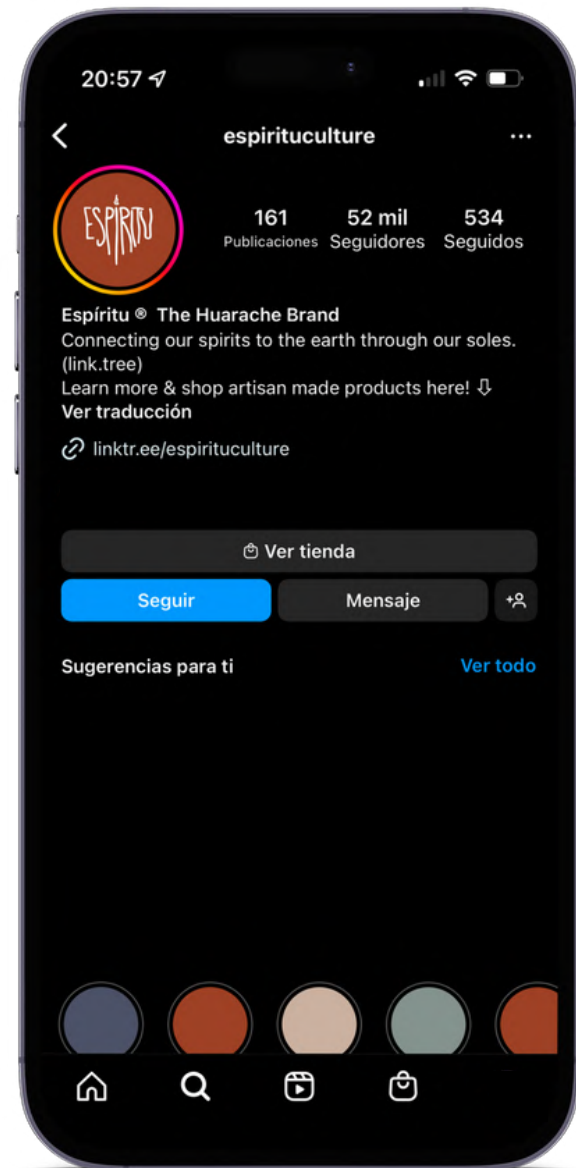 20:57
espirituculture
ESPÍRITU
161 52 mil 534
Publicaciones Seguidores Seguidos
Espíritu ® The Huarache Brand
Connecting our spirits to the earth through our soles.
(link.tree)
Learn more & shop artisan made products here! ⇩
Ver traducción
linktr.ee/espirituculture
Ver tienda
Seguir Mensaje
Sugerencias para ti Ver todo